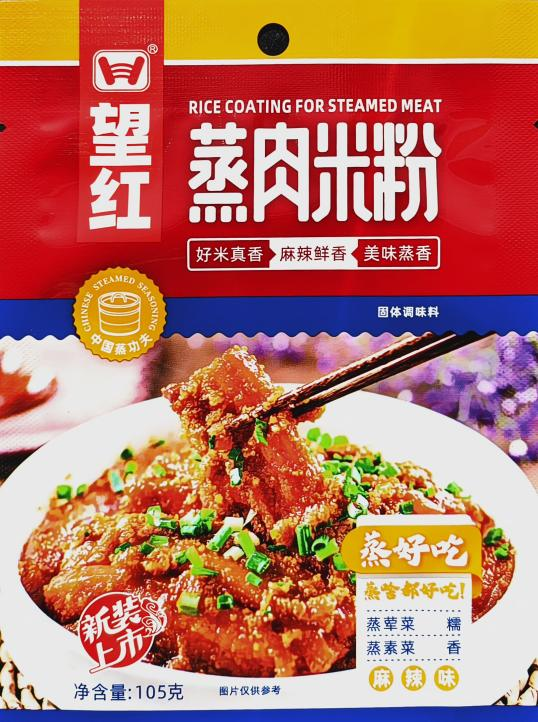 望红
®
RICE COATING FOR STEAMED MEAT
蒸肉米粉
好米真香 麻辣鲜香 美味蒸香
CHINESE STEAMED SEASONING
中国蒸功夫
固体调味料
蒸好吃
蒸啥都好吃!
蒸荤菜 糯
蒸素菜 香
麻辣味
新装上市
净含量:105克
图片仅供参考